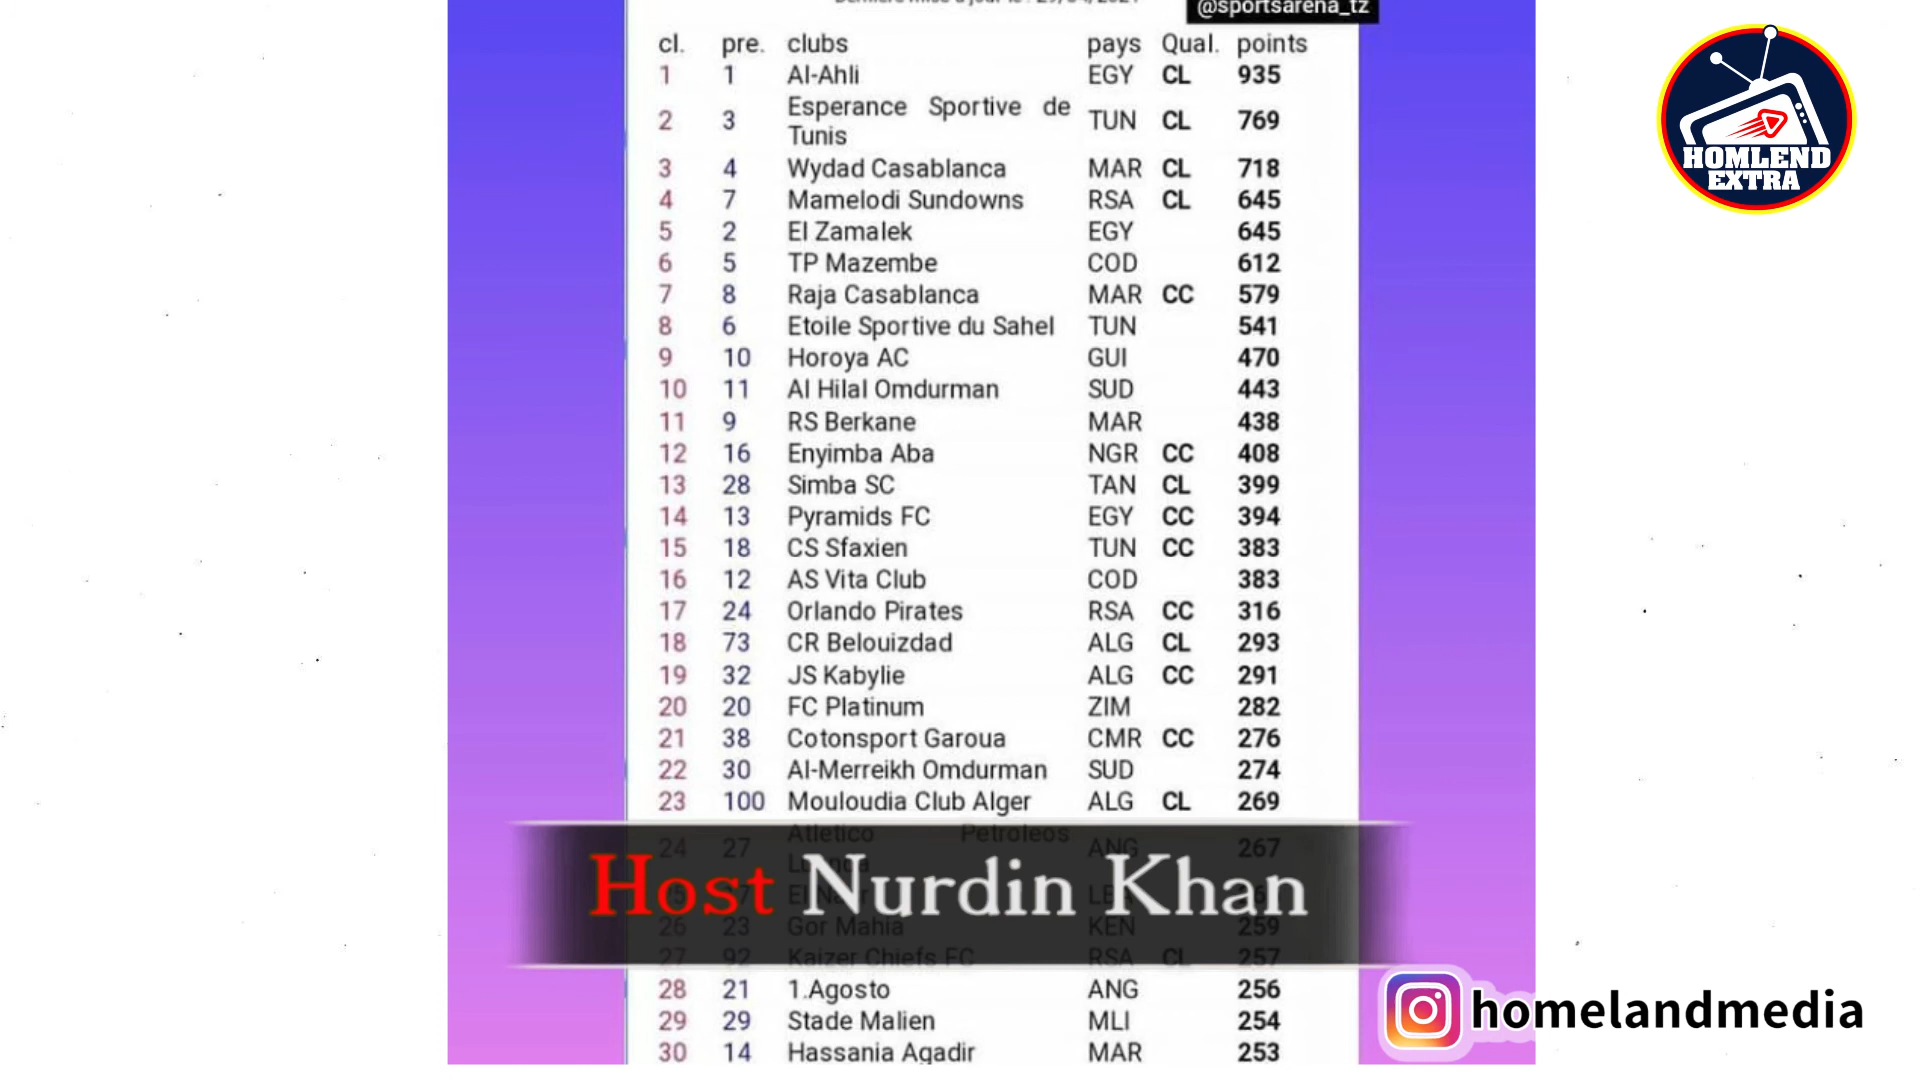 @sportsarena_tz
cl. pre. clubs pays Qual. points
1 1 Al-Ahli EGY CL 935
Esperance Sportive de
2 3 TUN CL 769
Tunis
3 4 Wydad Casablanca MAR CL 718
4 7 Mamelodi Sundowns RSA CL 645
5 2 El Zamalek EGY 645
6 5 TP Mazembe COD 612
7 8 Raja Casablanca MAR CC 579
8 6 Etoile Sportive du Sahel TUN 541
9 10 Horoya AC GUI 470
10 11 Al Hilal Omdurman SUD 443
11 9 RS Berkane MAR 438
12 16 Enyimba Aba NGR CC 408
13 28 Simba SC TAN CL 399
14 13 Pyramids FC EGY CC 394
15 18 CS Sfaxien TUN CC 383
16 12 AS Vita Club COD 383
17 24 Orlando Pirates RSA CC 316
18 73 CR Belouizdad ALG CL 293
19 32 JS Kabylie ALG CC 291
20 20 FC Platinum ZIM 282
21 38 Cotonsport Garoua CMR CC 276
22 30 Al-Merreikh Omdurman SUD 274
23 100 Mouloudia Club Alger ALG CL 269
Atletico Petroleos
24 27 ANG 267
26 23 Gor Mahia KEN 259
27 92 Kaizer Chiefs FC RSA CL 257
28 21 1.Agosto ANG 256
29 29 Stade Malien MLI 254
30 14 Hassania Agadir MAR 253
Host Nurdin Khan
HOMLEND
EXTRA
homelandmedia